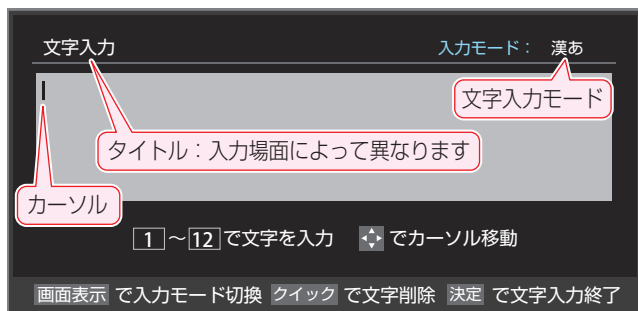 文字入力 入力モード： 漢あ
文字入力モード
タイトル：入力場面によって異なります
カーソル
1～12で文字を入力 でカーソル移動
画面表示 で入力モード切換 クイック で文字削除 決定 で文字入力終了